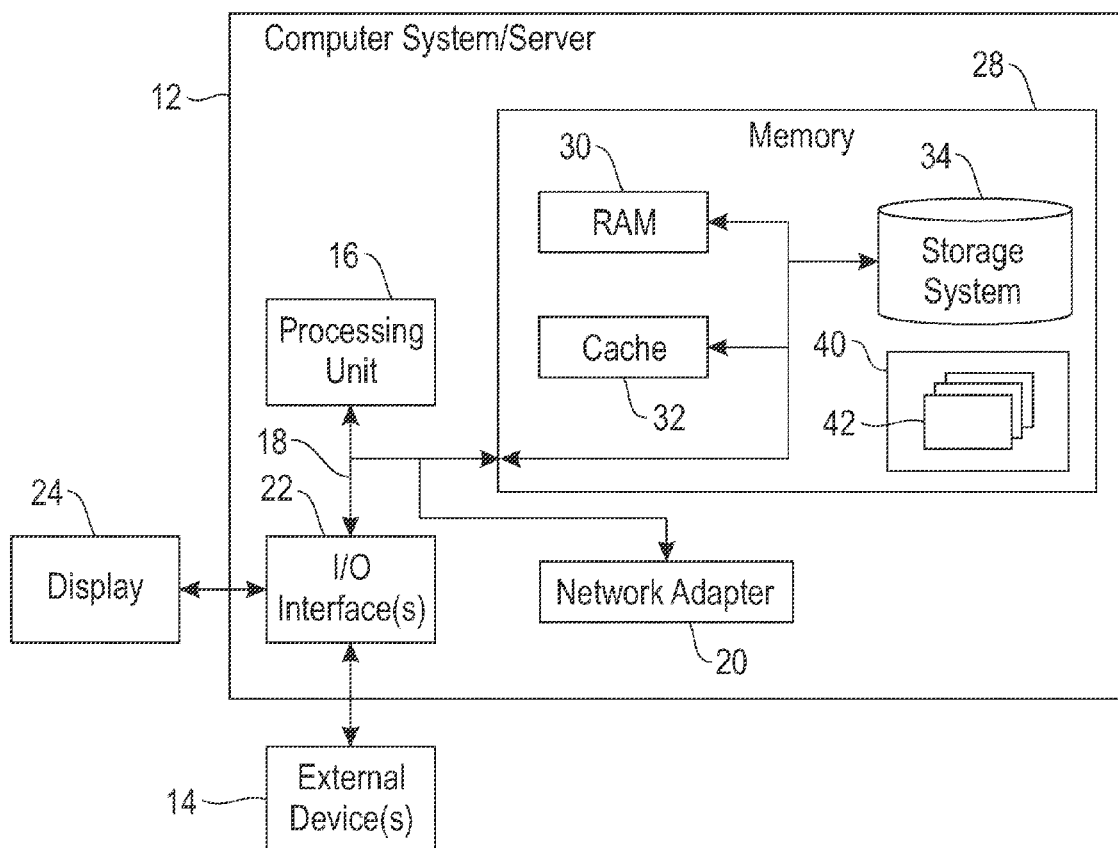 Computer System/Server
12
28
Memory
30
34
RAM
Storage
System
16
Processing
Unit
Cache
40
32
42
18
22
24
I/O
Interface(s)
Display
Network Adapter
20
External
Device(s)
14